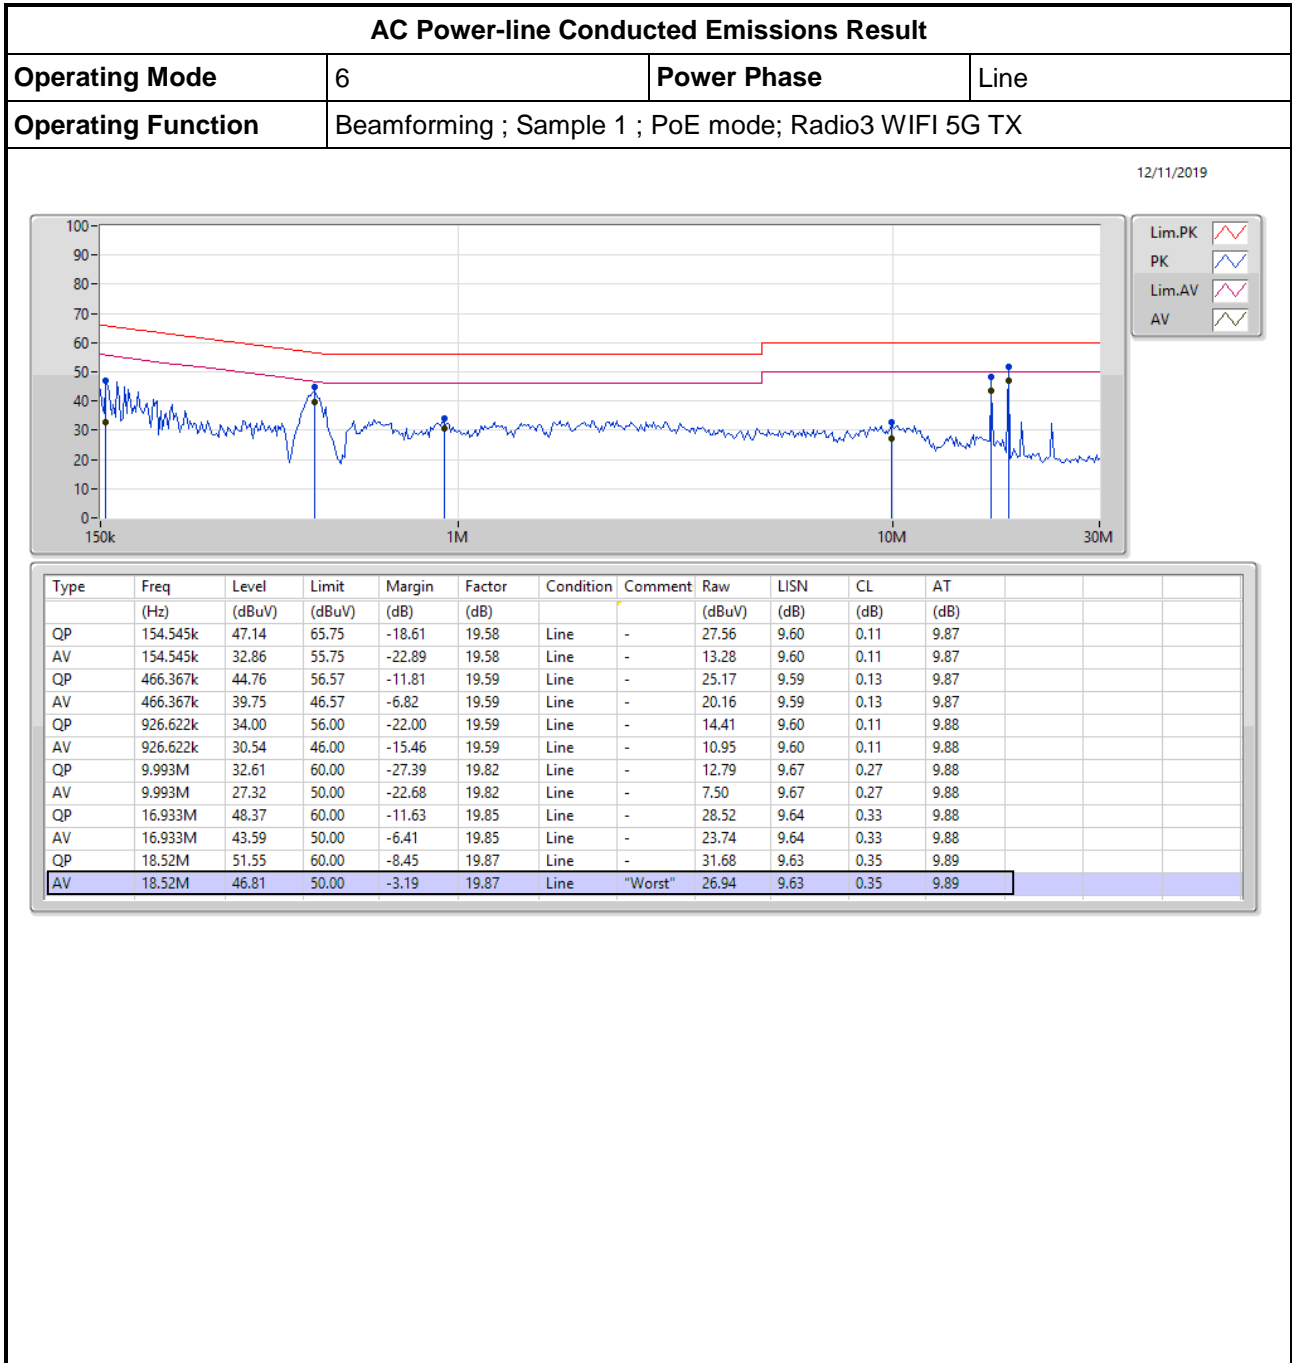 AC Power-line Conducted Emissions Result
Operating Mode 6 Power Phase Line
Operating Function Beamforming ; Sample 1 ; PoE mode; Radio3 WIFI 5G TX
12/11/2019
100
90
80
70
60
50
40
30
20
10
0
150k 1M 10M 30M
Lim.PK
PK
Lim.AV
AV
Type Freq Level Limit Margin Factor Condition Comment Raw LISN CL AT
(Hz) (dBuV) (dBuV) (dB) (dB) (dBuV) (dB) (dB) (dB)
QP 154.545k 47.14 65.75 -18.61 19.58 Line - 27.56 9.60 0.11 9.87
AV 154.545k 32.86 55.75 -22.89 19.58 Line - 13.28 9.60 0.11 9.87
QP 466.367k 44.76 56.57 -11.81 19.59 Line - 25.17 9.59 0.13 9.87
AV 466.367k 39.75 46.57 -6.82 19.59 Line - 20.16 9.59 0.13 9.87
QP 926.622k 34.00 56.00 -22.00 19.59 Line - 14.41 9.60 0.11 9.88
AV 926.622k 30.54 46.00 -15.46 19.59 Line - 10.95 9.60 0.11 9.88
QP 9.993M 32.61 60.00 -27.39 19.82 Line - 12.79 9.67 0.27 9.88
AV 9.993M 27.32 50.00 -22.68 19.82 Line - 7.50 9.67 0.27 9.88
QP 16.933M 48.37 60.00 -11.63 19.85 Line - 28.52 9.64 0.33 9.88
AV 16.933M 43.59 50.00 -6.41 19.85 Line - 23.74 9.64 0.33 9.88
QP 18.52M 51.55 60.00 -8.45 19.87 Line - 31.68 9.63 0.35 9.89
AV 18.52M 46.81 50.00 -3.19 19.87 Line "Worst" 26.94 9.63 0.35 9.89